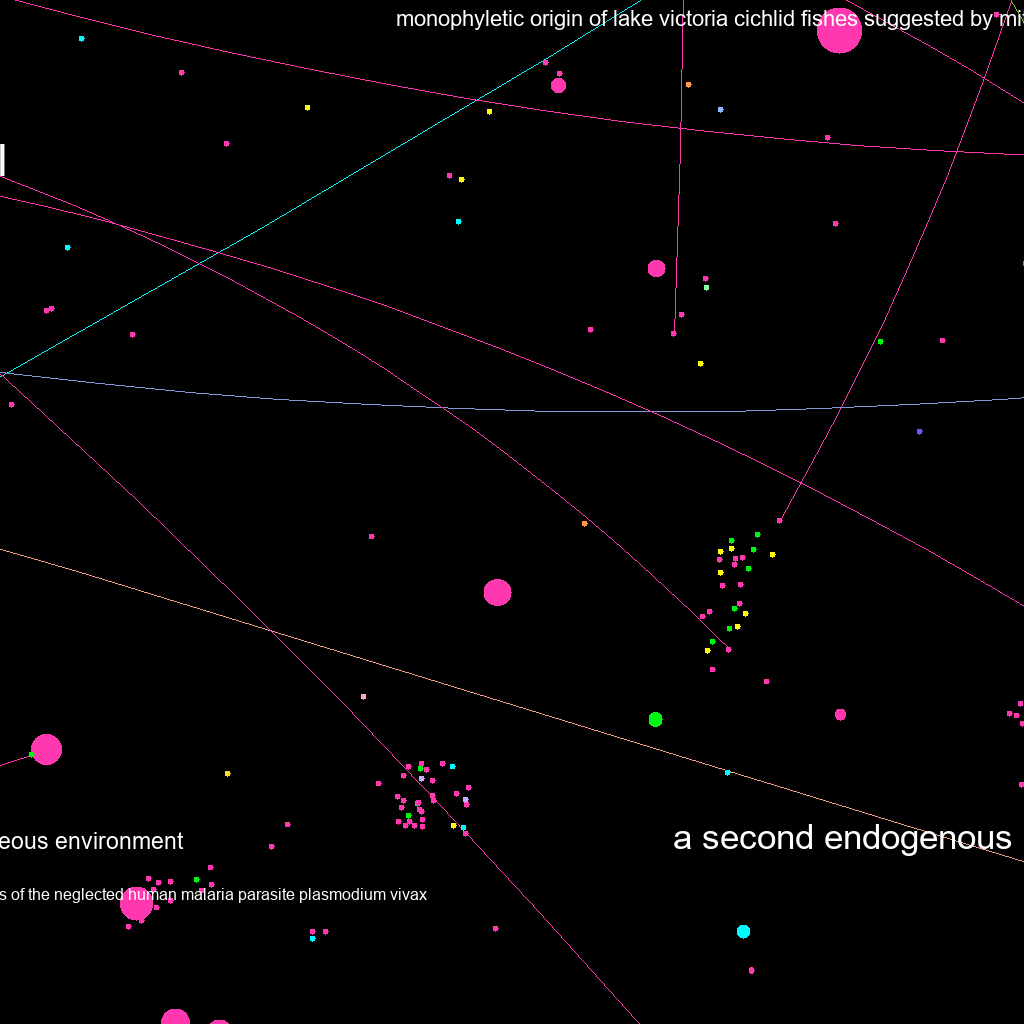 monophyletic origin of lake victoria cichlid fishes suggested by
eous environment
a second endogenous
s of the neglected human malaria parasite plasmodium vivax